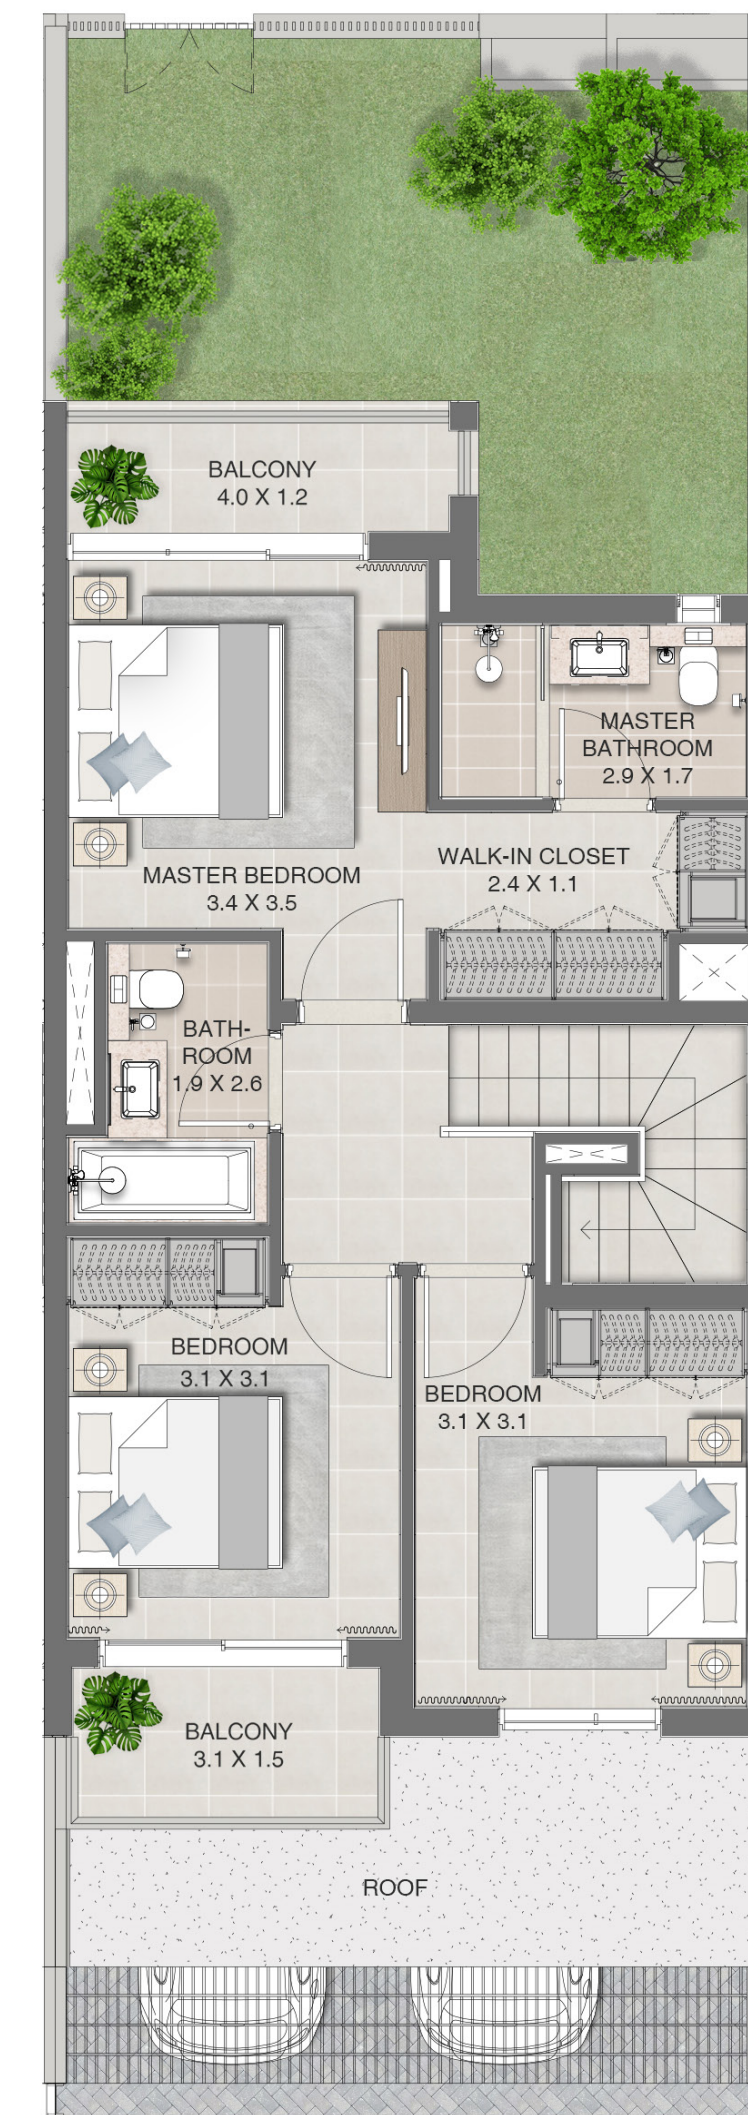 BALCONY
4.0 X 1.2
MASTER
BATHROOM
2.9 X 1.7
WALK-IN CLOSET
2.4 X 1.1
MASTER BEDROOM
3.4 X 3.5
BATH-
ROOM
1.9 X 2.6
BEDROOM
3.1 X 3.1
BEDROOM
3.1 X 3.1
BALCONY
3.1 X 1.5
ROOF